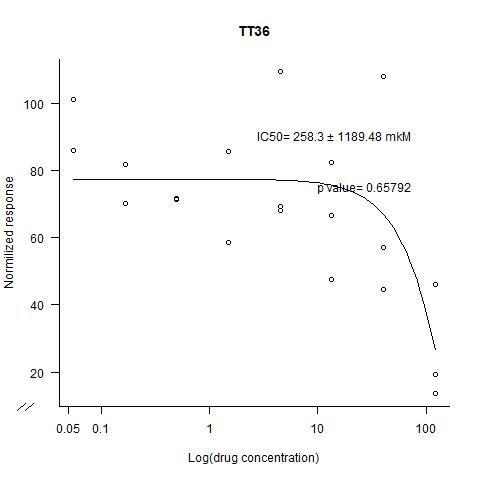 TT36
100
80
60
40
20
Normilized response
IC50= 258.3 ± 1189.48 mkM
p value= 0.65792
0.05 0.1 1 10 100
Log(drug concentration)